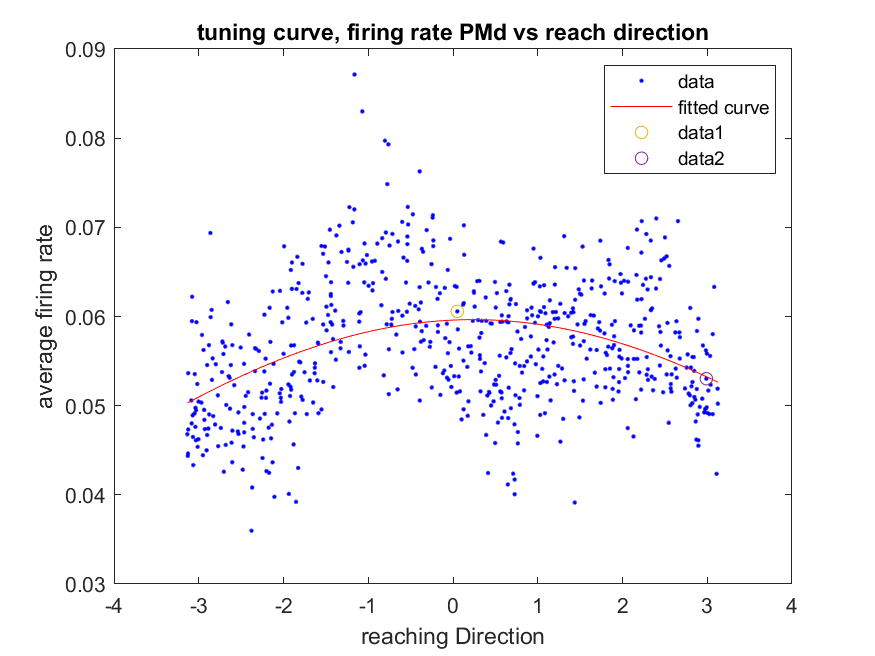 tuning curve, firing rate PMd vs reach direction
0.09
0.08
0.07
0.06
0.05
0.04
0.03
average firing rate
data
fitted curve
data1
data2
-4 -3 -2 -1 0 1 2 3 4
reaching Direction